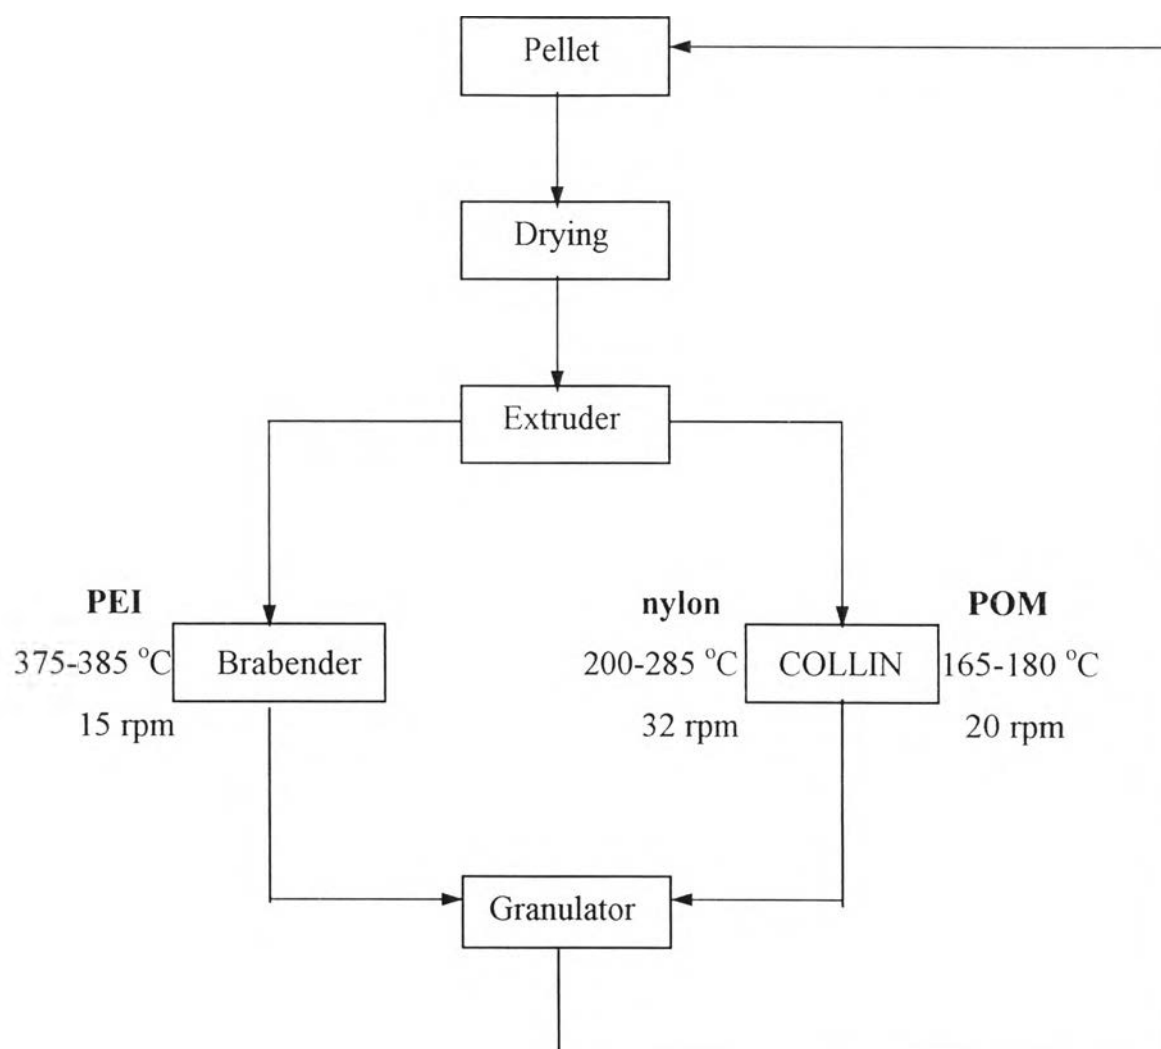 Pellet
Drying
Extruder
PEI
375-385 °C
15 rpm
Brabender
nylon
200-285 °C
32 rpm
COLLIN
POM
165-180 °C
20 rpm
Granulator